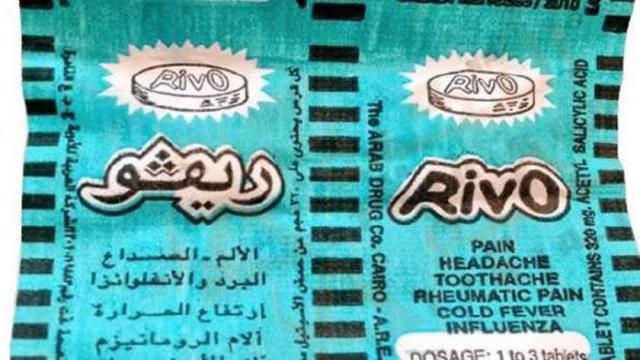 RIVO
ريفو
الألم - الصداع
البرد والأنفلونزا
إرتفاع الحرارة
آلام الروماتيزم
RIVO
RIVO
PAIN
HEADACHE
TOOTHACHE
RHEUMATIC PAIN
COLD FEVER
INFLUENZA
DOSAGE: 1 to 3 tablets
The ARAB DRUG Co. CAIRO - A.R.E.
TABLET CONTAINS 320 mg. ACETYL SALICYLIC ACID